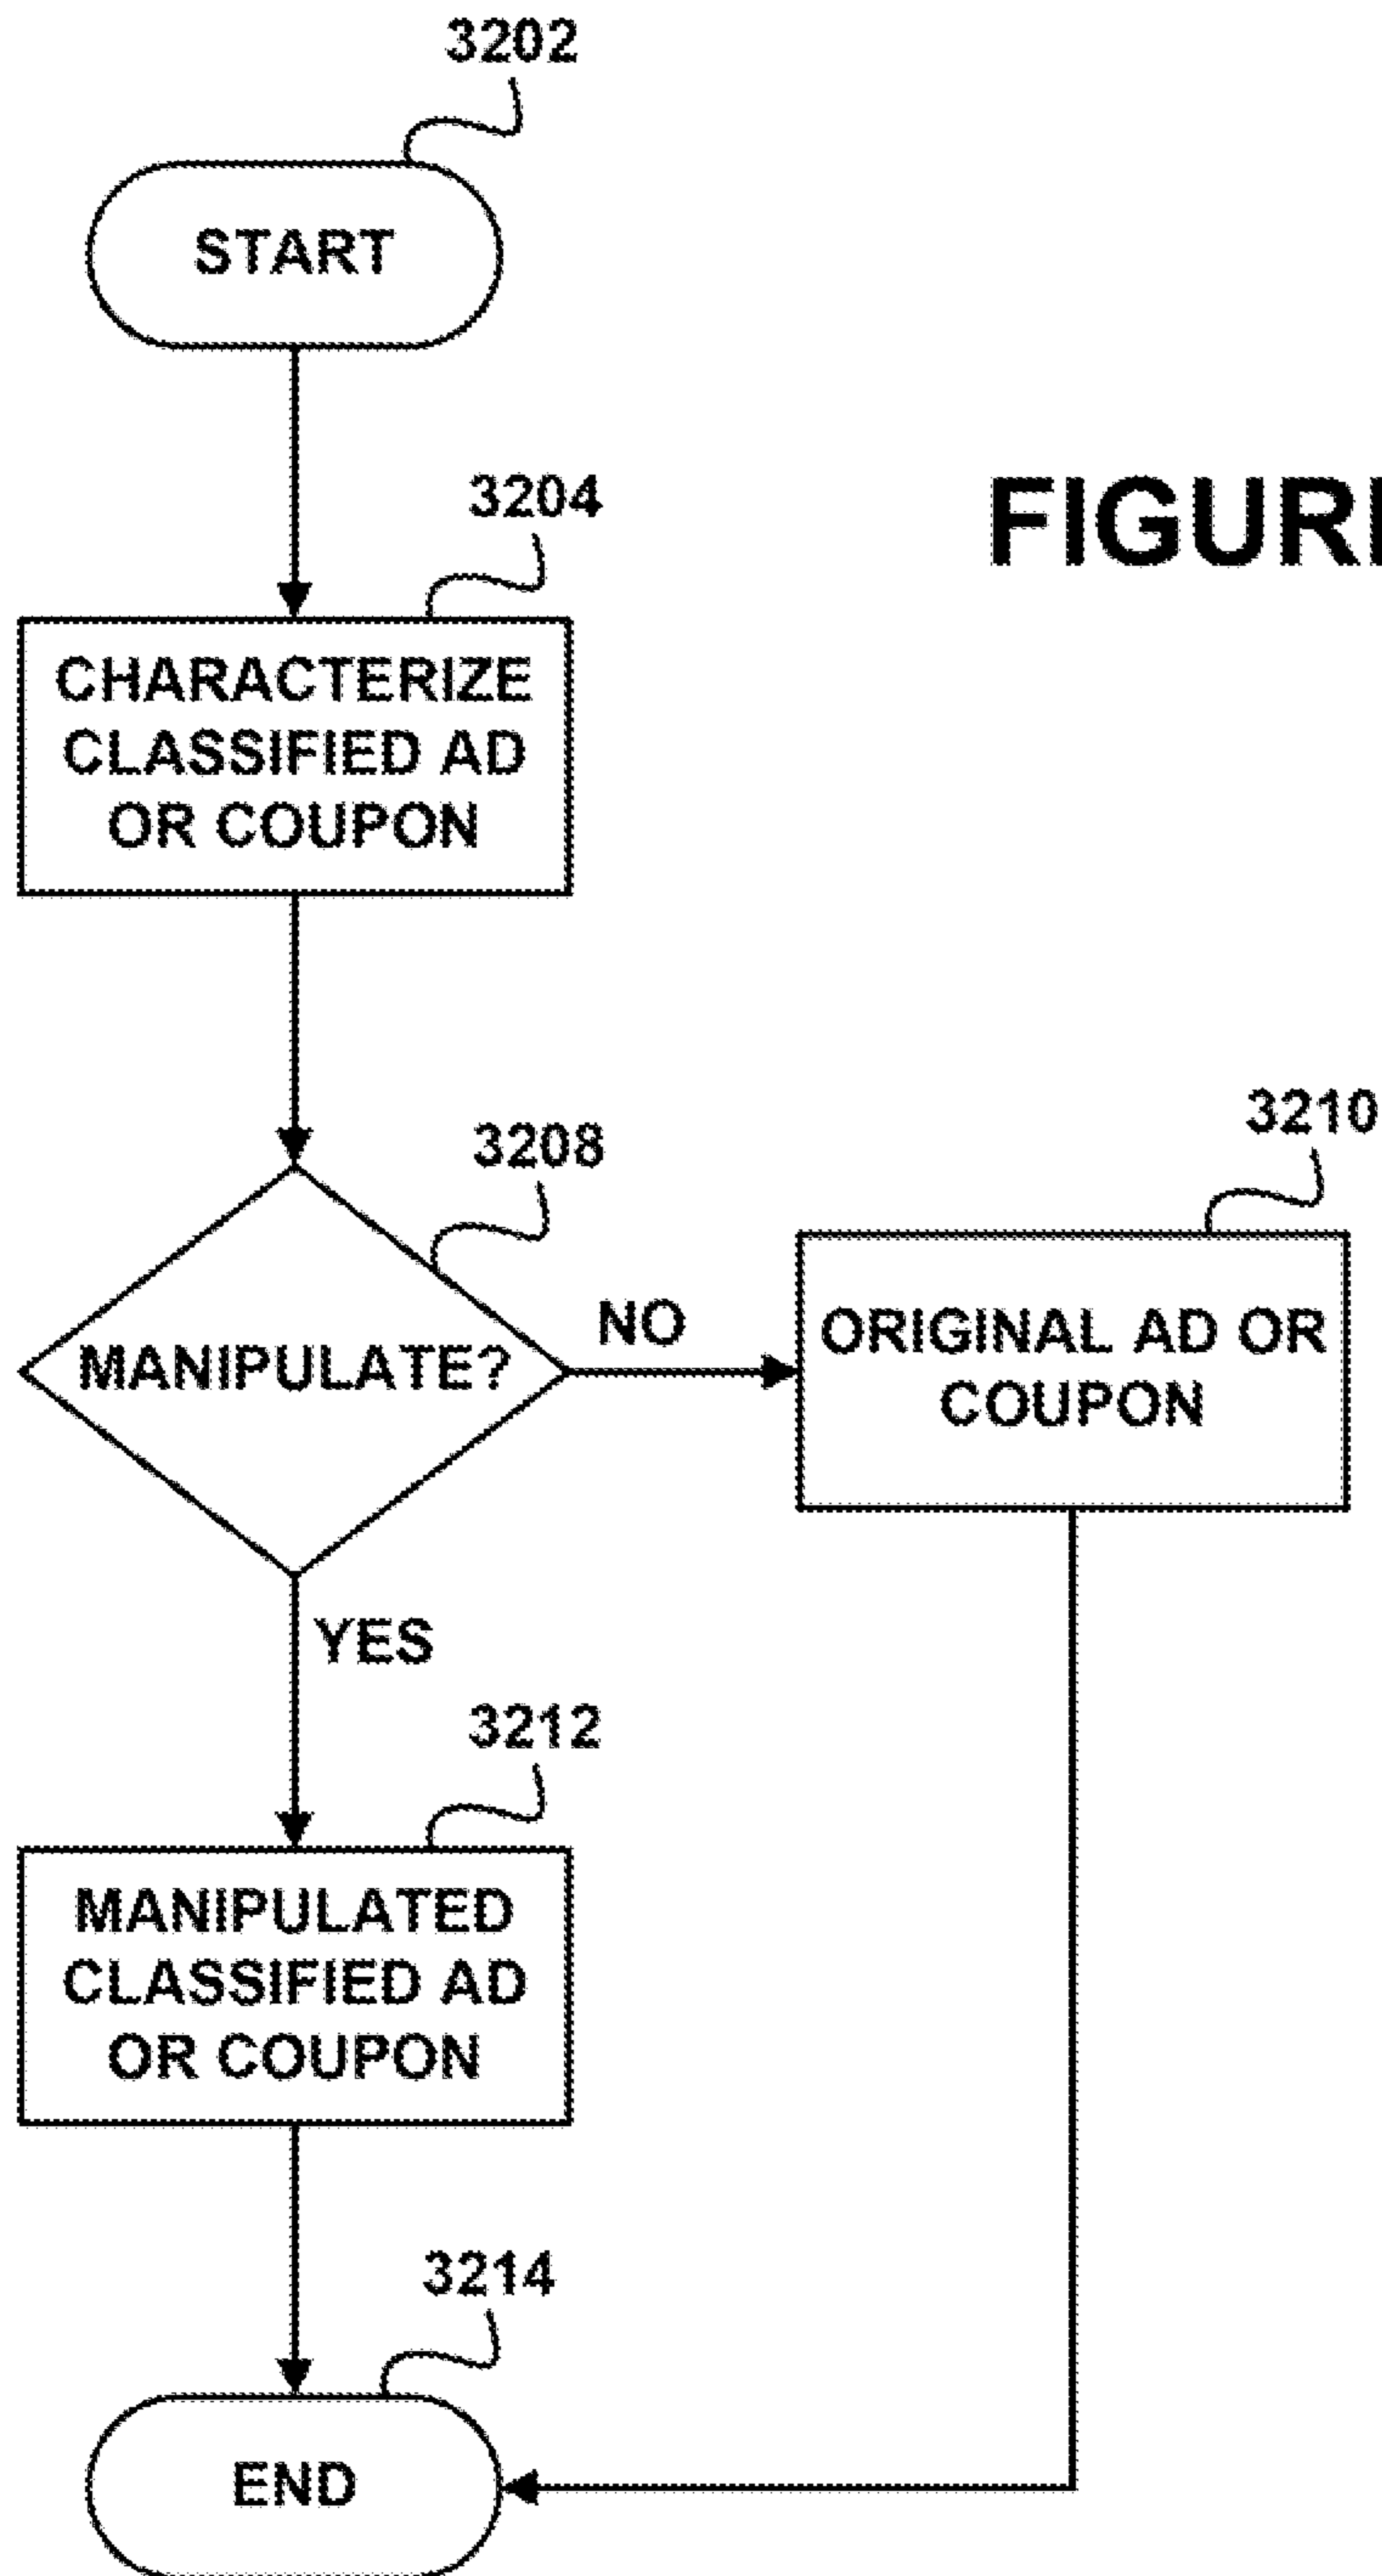 3202
START
3204
FIGUR
CHARACTERIZE
CLASSIFIED AD
OR COUPON
3208
3210
MANIPULATE?
NO
ORIGINAL AD OR
COUPON
YES
3212
MANIPULATED
CLASSIFIED AD
OR COUPON
3214
END